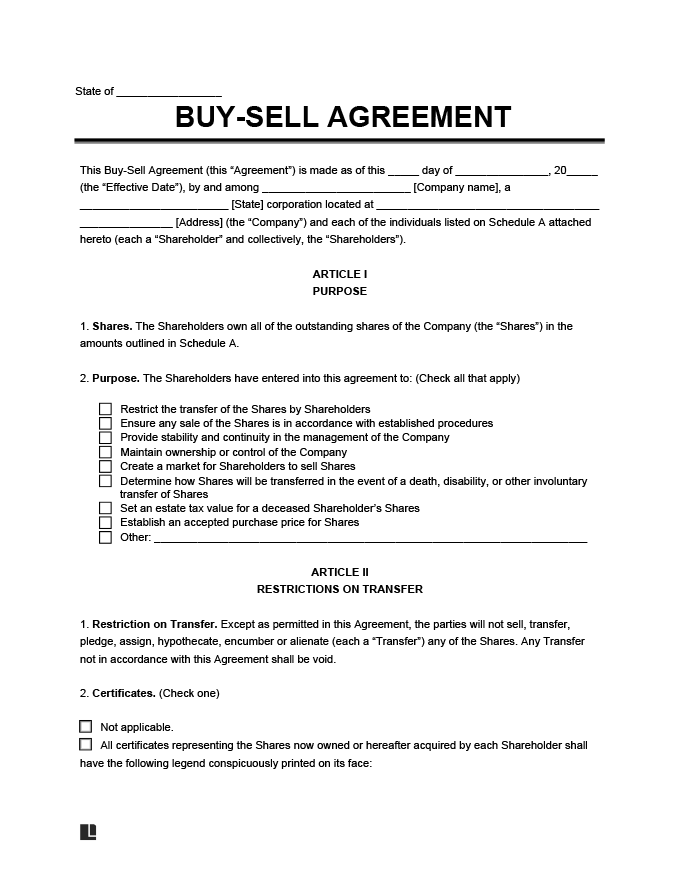 State of _________________
BUY-SELL AGREEMENT
This Buy-Sell Agreement (this “Agreement”) is made as of this _____ day of _______________, 20_____
(the “Effective Date”), by and among ________________________ [Company name], a
________________________ [State] corporation located at ____________________________________
_______________ [Address] (the “Company”) and each of the individuals listed on Schedule A attached
hereto (each a “Shareholder” and collectively, the “Shareholders”).
ARTICLE I
PURPOSE
1. Shares. The Shareholders own all of the outstanding shares of the Company (the “Shares”) in the
amounts outlined in Schedule A.
2. Purpose. The Shareholders have entered into this agreement to: (Check all that apply)
☐ Restrict the transfer of the Shares by Shareholders
☐ Ensure any sale of the Shares is in accordance with established procedures
☐ Provide stability and continuity in the management of the Company
☐ Maintain ownership or control of the Company
☐ Create a market for Shareholders to sell Shares
☐ Determine how Shares will be transferred in the event of a death, disability, or other involuntary
transfer of Shares
☐ Set an estate tax value for a deceased Shareholder’s Shares
☐ Establish an accepted purchase price for Shares
☐ Other: ______________________________________________________________________
ARTICLE II
RESTRICTIONS ON TRANSFER
1. Restriction on Transfer. Except as permitted in this Agreement, the parties will not sell, transfer,
pledge, assign, hypothecate, encumber or alienate (each a “Transfer”) any of the Shares. Any Transfer
not in accordance with this Agreement shall be void.
2. Certificates. (Check one)
☐ Not applicable.
☐ All certificates representing the Shares now owned or hereafter acquired by each Shareholder shall
have the following legend conspicuously printed on its face: